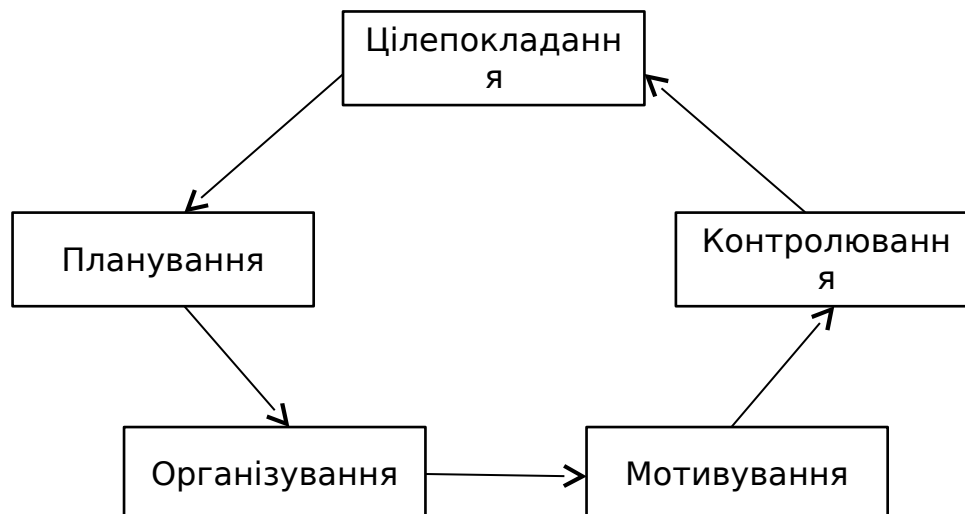 Цілепокладанн
я
Планування
Контролюванн
я
Організування
Мотивування